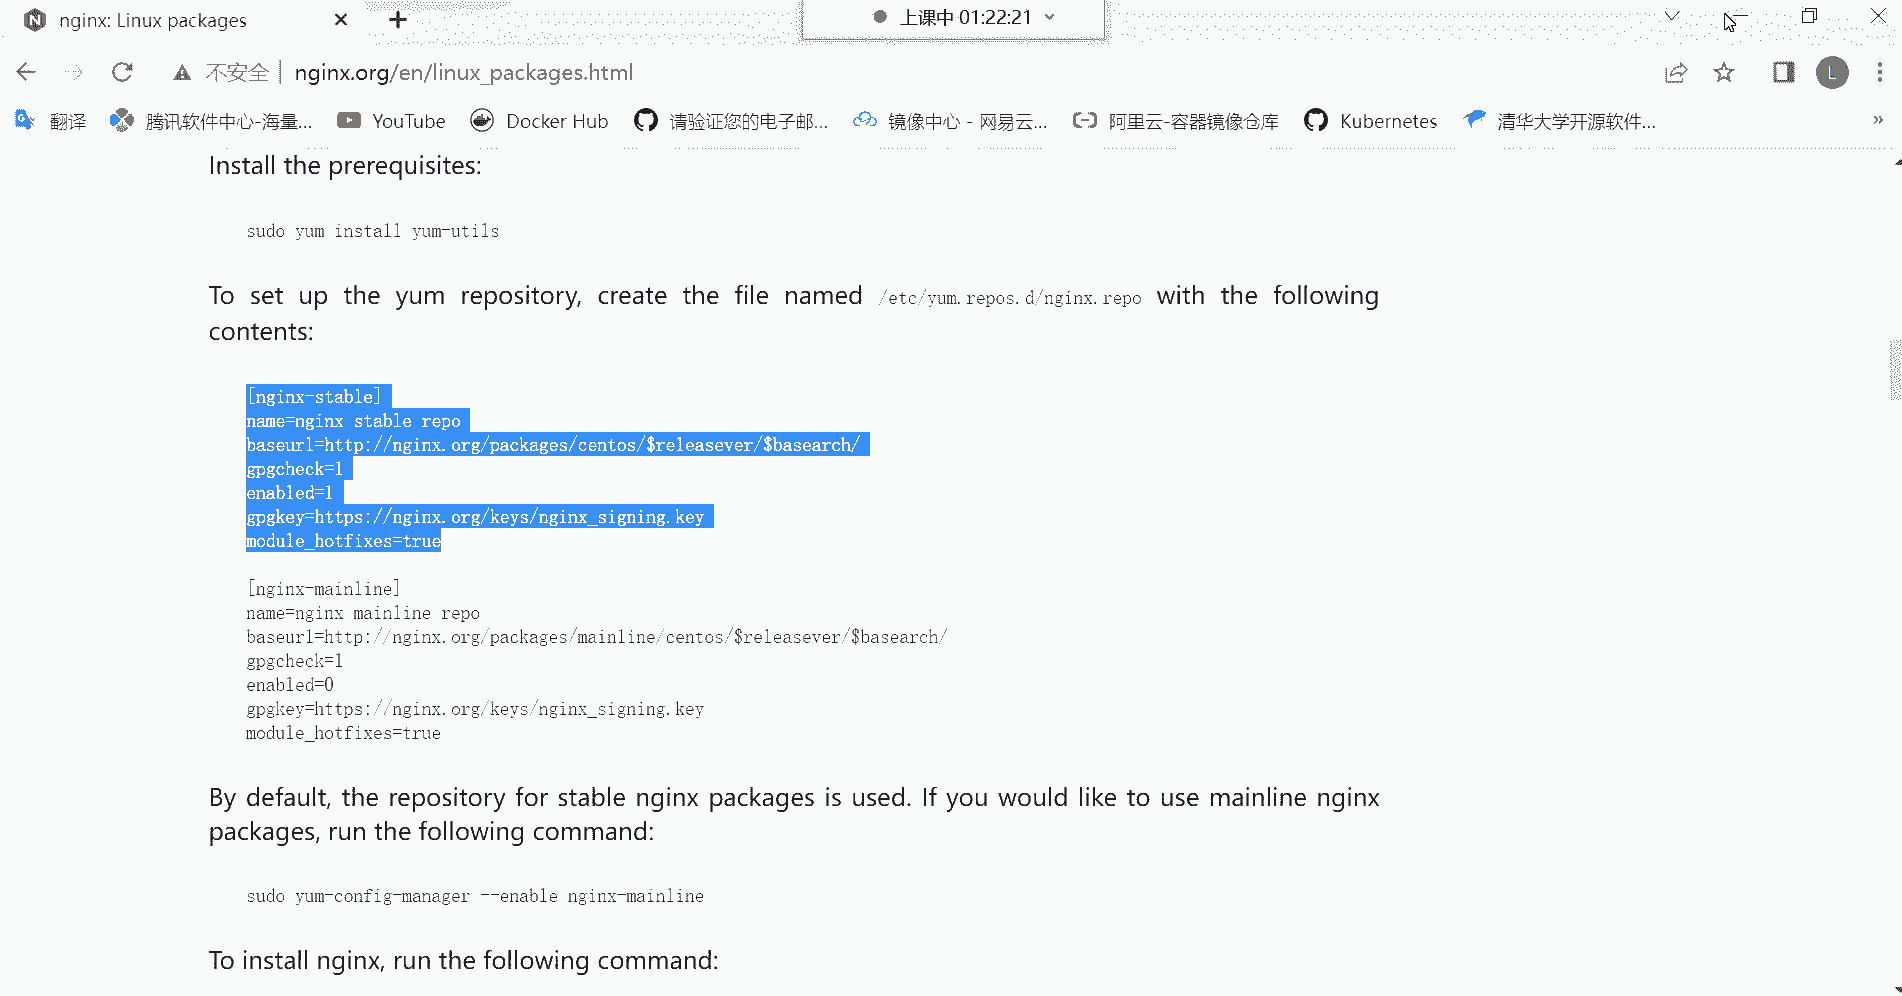 nginx: Linux packages
上课中 01:22:21
不安全 nginx.org/en/linux_packages.html
L
翻译 腾讯软件中心-海量... YouTube Docker Hub 请验证您的电子邮... 镜像中心 - 网易云... 阿里云-容器镜像仓库 Kubernetes 清华大学开源软件... »
Install the prerequisites:
sudo yum install yum-utils
To set up the yum repository, create the file named /etc/yum.repos.d/nginx.repo with the following
contents:
[nginx-stable]
name=nginx stable repo
baseurl=http://nginx.org/packages/centos/$releasever/$basearch/
gpgcheck=1
enabled=1
gpgkey=https://nginx.org/keys/nginx_signing.key
module_hotfixes=true
[nginx-mainline]
name=nginx mainline repo
baseurl=http://nginx.org/packages/mainline/centos/$releasever/$basearch/
gpgcheck=1
enabled=0
gpgkey=https://nginx.org/keys/nginx_signing.key
module_hotfixes=true
By default, the repository for stable nginx packages is used. If you would like to use mainline nginx
packages, run the following command:
sudo yum-config-manager --enable nginx-mainline
To install nginx, run the following command: